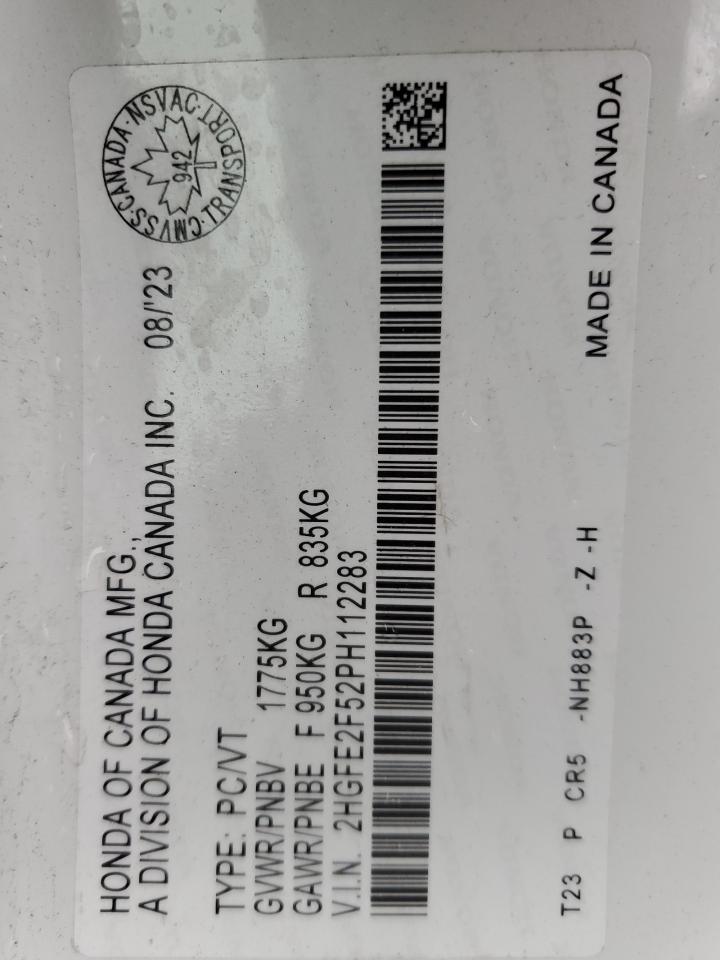 HONDA OF CANADA MFG.,
A DIVISION OF HONDA CANADA INC. 08/'23
CMVSS·CANADA·NSVAC·TRANSPORT·
942
TYPE: PC/VT
GVWR/PNBV 1775KG
GAWR/PNBE F 950KG R 835KG
V.I.N. 2HGFE2F52PH112283
T23 P CR5 -NH883P -Z -H
MADE IN CANADA